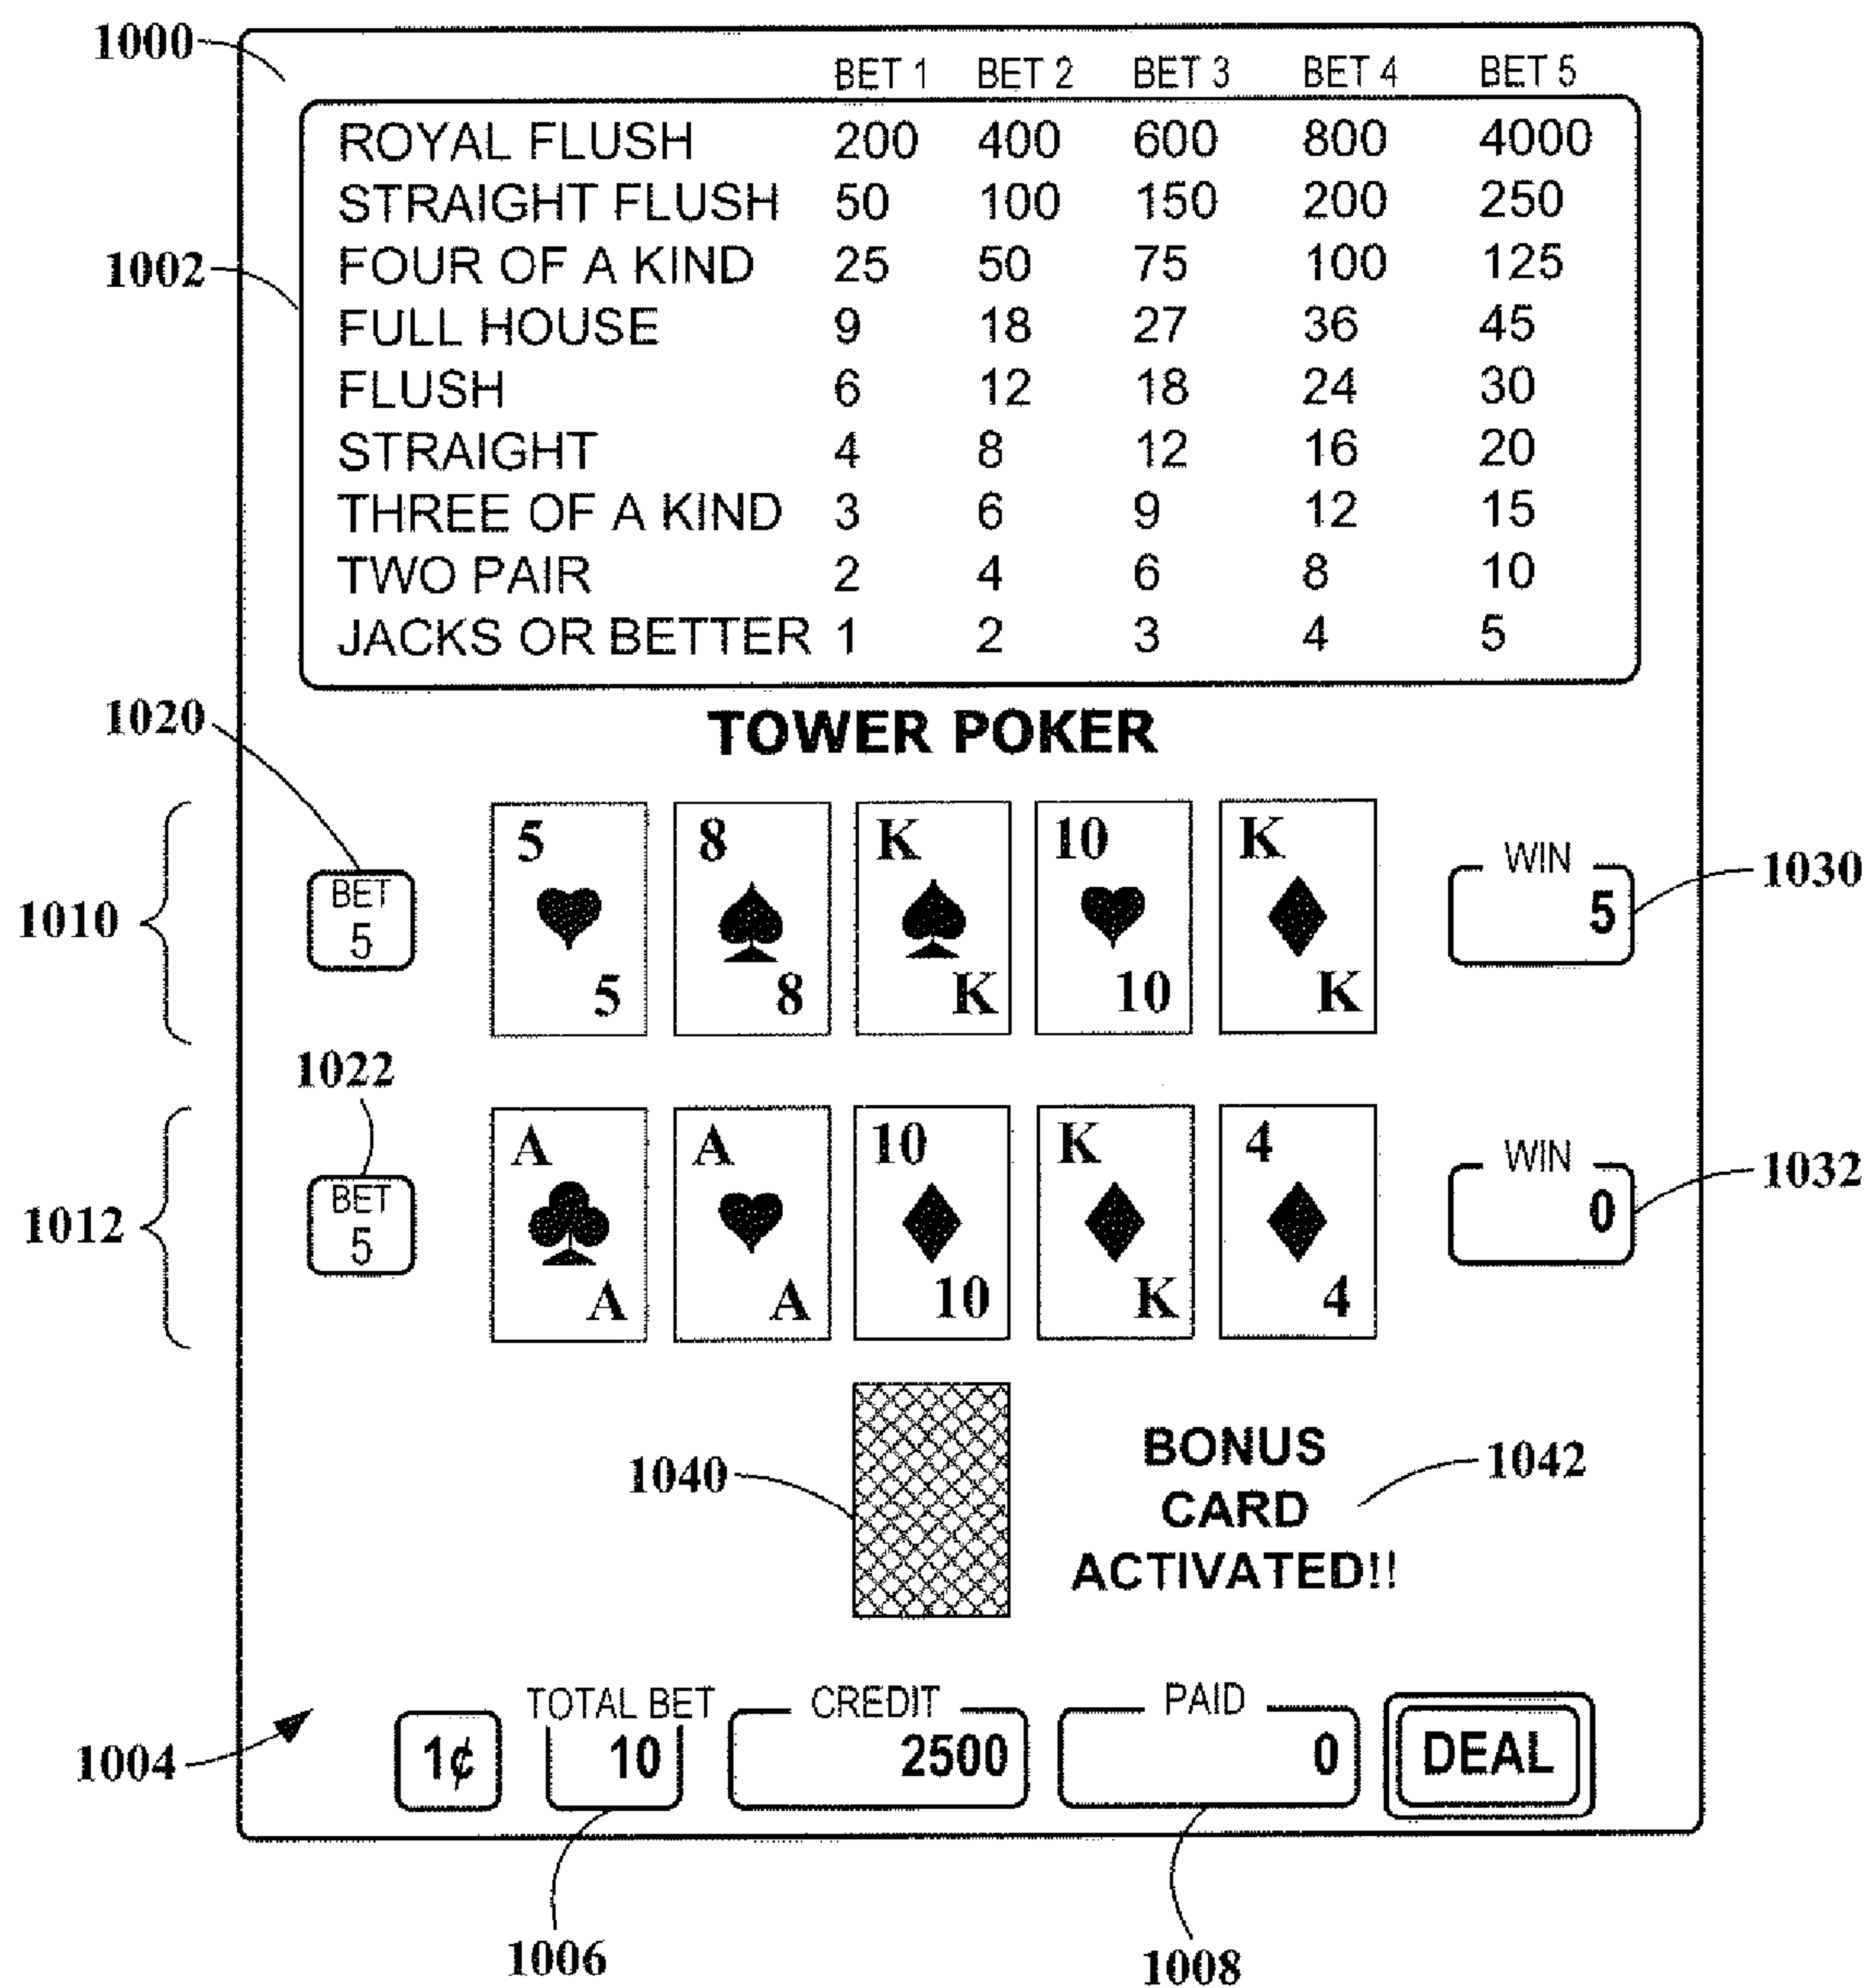 1000
BET 1 BET 2 BET 3 BET 4 BET 5
ROYAL FLUSH 200 400 600 800 4000
STRAIGHT FLUSH 50 100 150 200 250
1002 FOUR OF A KIND 25 50 75 100 125
FULL HOUSE 9 18 27 36 45
FLUSH 6 12 18 24 30
STRAIGHT 4 8 12 16 20
THREE OF A KIND 3 6 9 12 15
TWO PAIR 2 4 6 8 10
JACKS OR BETTER 1 2 3 4 5
1020 TOWER POKER
5 8 K 10 K
BET WIN 1030
1010 5 5
5 8 K 10 K
1022
A A 10 K 4
BET WIN 1032
1012 5 0
A A 10 K 4
BONUS
1040 CARD 1042
ACTIVATED!!
TOTAL BET CREDIT PAID
1004 1¢ 10 2500 0 DEAL
1006 1008